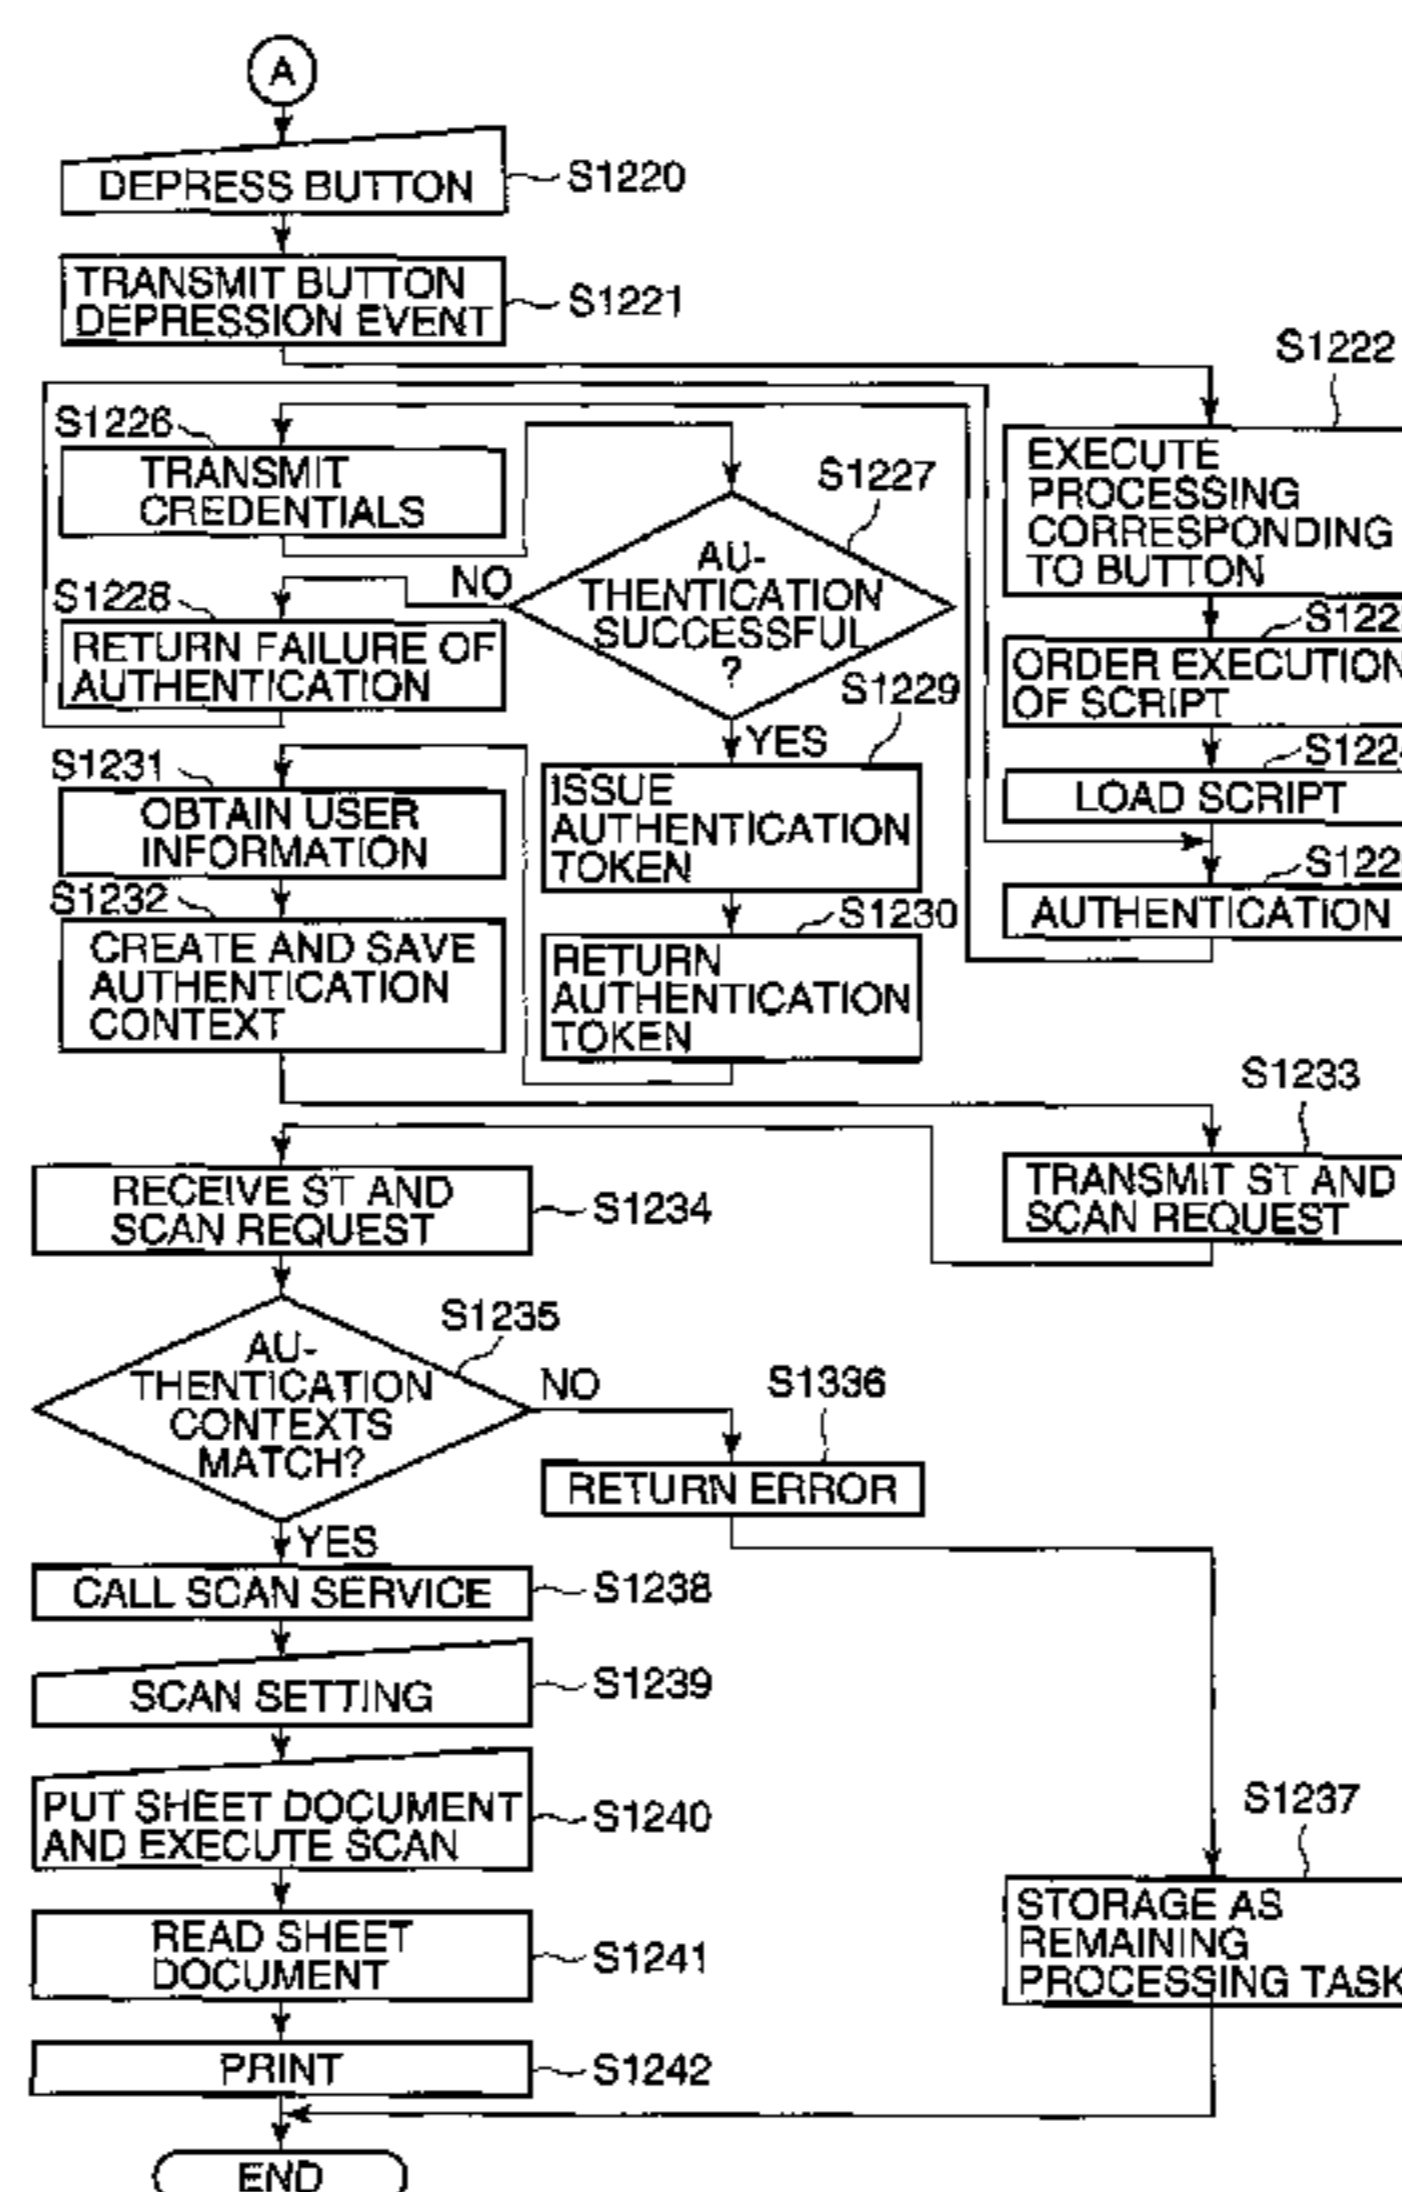 A
DEPRESS BUTTON
S1220
TRANSMIT BUTTON
DEPRESSION EVENT
S1221
S1222
EXECUTE
PROCESSING
CORRESPONDING
TO BUTTON
S1226
TRANSMIT
CREDENTIALS
S1227
AU-
THENTICATION
SUCCESSFUL
?
NO
S1228
RETURN FAILURE OF
AUTHENTICATION
ORDER EXECUTION
OF SCRIPT
S1229
YES
ISSUE
AUTHENTICATION
TOKEN
LOAD SCRIPT
S1231
OBTAIN USER
INFORMATION
AUTHENTICATION
S1232
CREATE AND SAVE
AUTHENTICATION
CONTEXT
S1230
RETURN
AUTHENTICATION
TOKEN
S1233
TRANSMIT ST AND
SCAN REQUEST
RECEIVE ST AND
SCAN REQUEST
S1234
S1235
AU-
THENTICATION
CONTEXTS
MATCH?
NO
S1336
RETURN ERROR
YES
CALL SCAN SERVICE
S1238
SCAN SETTING
S1239
PUT SHEET DOCUMENT
AND EXECUTE SCAN
S1240
S1237
STORAGE AS
REMAINING
PROCESSING TASK
READ SHEET
DOCUMENT
S1241
PRINT
S1242
END